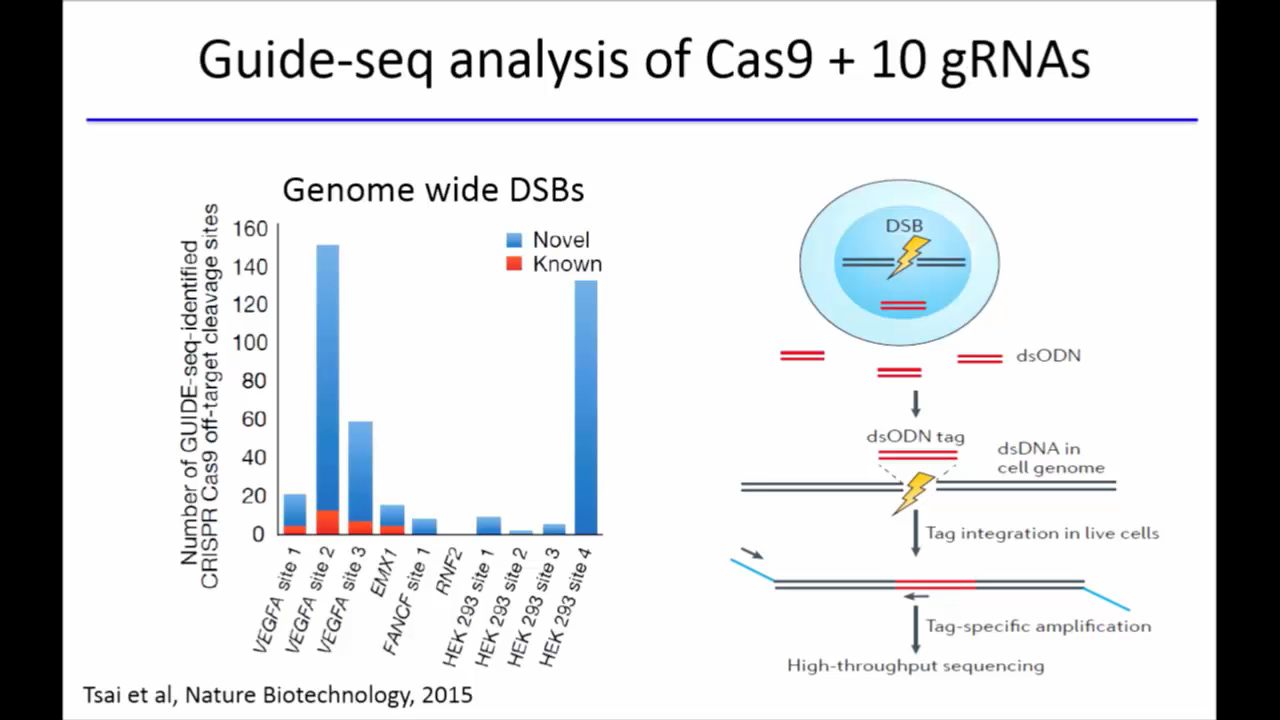 Guide-seq analysis of Cas9 + 10 gRNAs
Genome wide DSBs
Number of GUIDE-seq-identified
CRISPR Cas9 off-target cleavage sites
160
140
120
100
80
60
40
20
0
Novel
Known
VEGFA site 1
VEGFA site 2
VEGFA site 3
EMX1
FANCF site 1
RNF2
HEK 293 site 1
HEK 293 site 2
HEK 293 site 3
HEK 293 site 4
DSB
dsODN
dsODN tag
dsDNA in
cell genome
Tag integration in live cells
Tag-specific amplification
High-throughput sequencing
Tsai et al, Nature Biotechnology, 2015